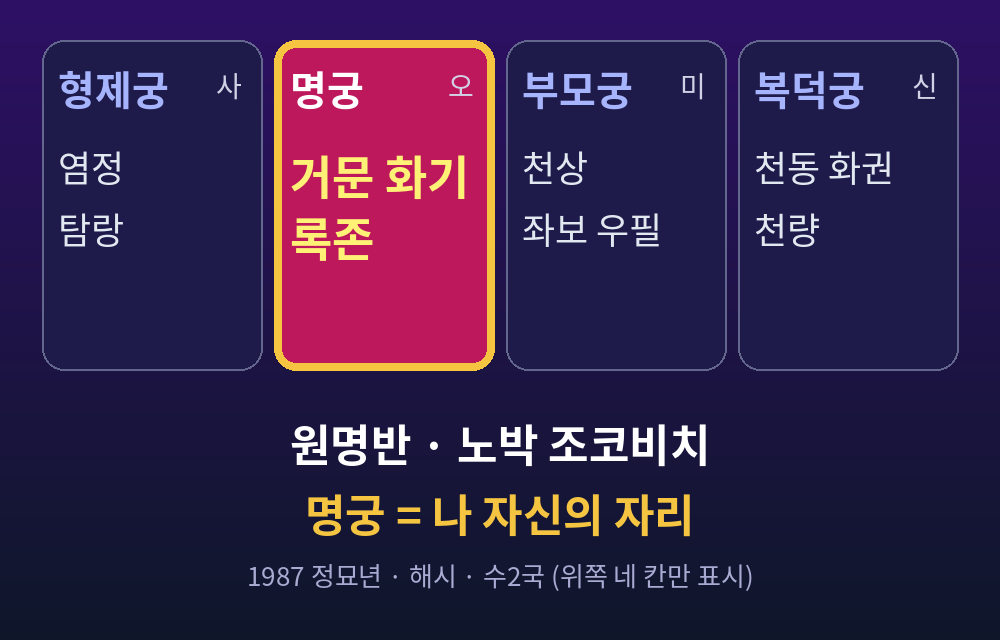 형제궁 사
염정
탐랑
명궁 오
거문 화기
록존
부모궁 미
천상
좌보 우필
복덕궁 신
천동 화권
천량
원명반 · 노박 조코비치
명궁 = 나 자신의 자리
1987 정묘년 · 해시 · 수2국 (위쪽 네 칸만 표시)